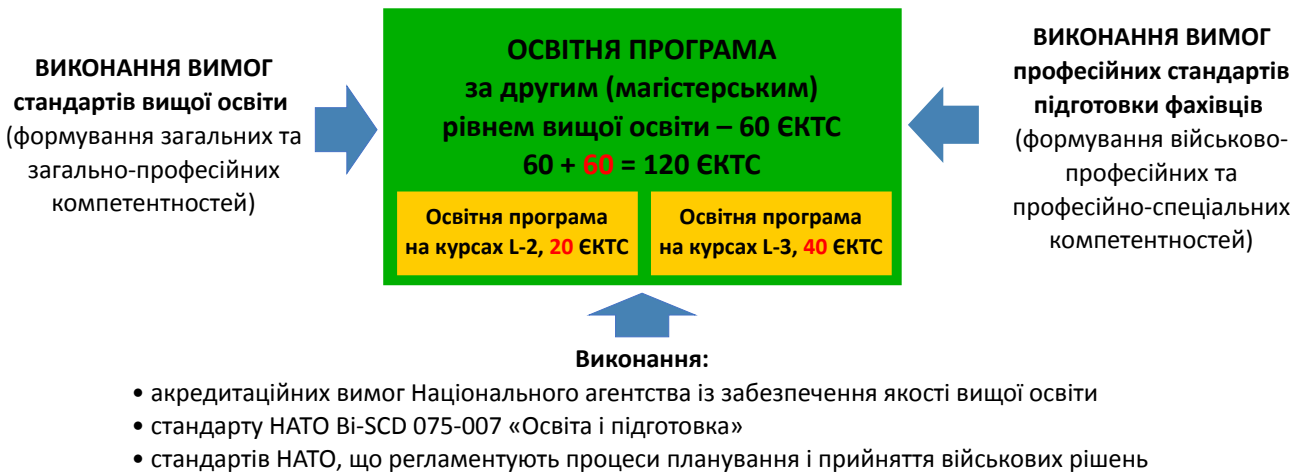 ВИКОНАННЯ ВИМОГ
стандартів вищої освіти
(формування загальних та
загально-професійних
компетентностей)
ОСВІТНЯ ПРОГРАМА
за другим (магістерським)
рівнем вищої освіти – 60 ЄКТС
60 + 60 = 120 ЄКТС
Освітня програма
на курсах L-2, 20 ЄКТС
Освітня програма
на курсах L-3, 40 ЄКТС
ВИКОНАННЯ ВИМОГ
професійних стандартів
підготовки фахівців
(формування військово-
професійних та
професійно-спеціальних
компетентностей)
Виконання:
• акредитаційних вимог Національного агентства із забезпечення якості вищої освіти
• стандарту НАТО Bi-SCD 075-007 «Освіта і підготовка»
• стандартів НАТО, що регламентують процеси планування і прийняття військових рішень